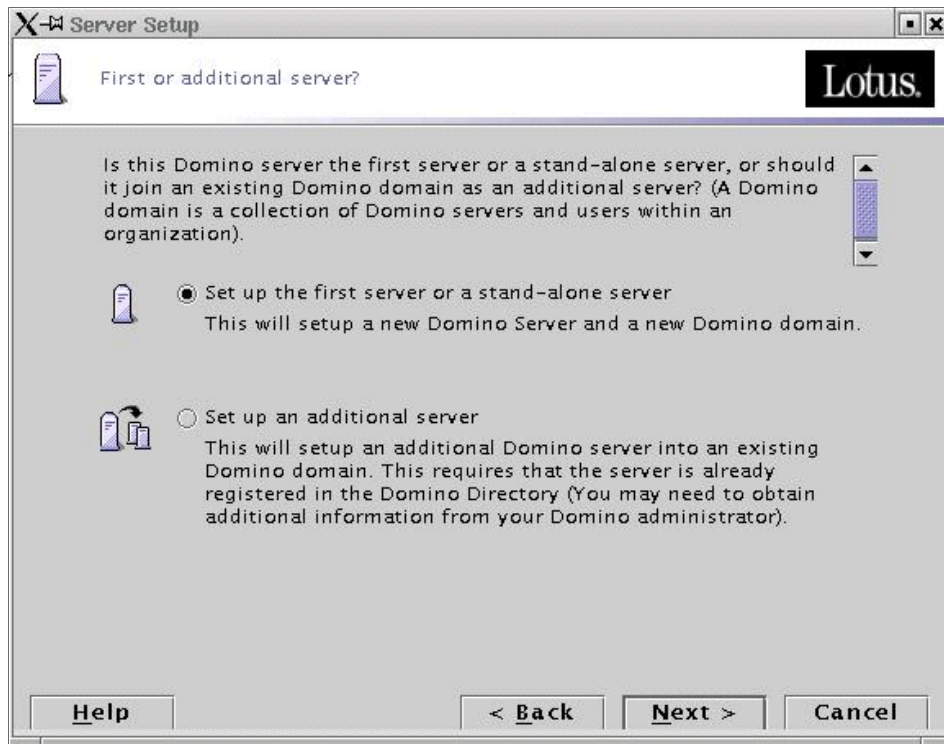 Server Setup
First or additional server?
Lotus.
Is this Domino server the first server or a stand-alone server, or should
it join an existing Domino domain as an additional server? (A Domino
domain is a collection of Domino servers and users within an
organization).
Set up the first server or a stand-alone server
This will setup a new Domino Server and a new Domino domain.
Set up an additional server
This will setup an additional Domino server into an existing
Domino domain. This requires that the server is already
registered in the Domino Directory (You may need to obtain
additional information from your Domino administrator).
Help
< Back
Next >
Cancel